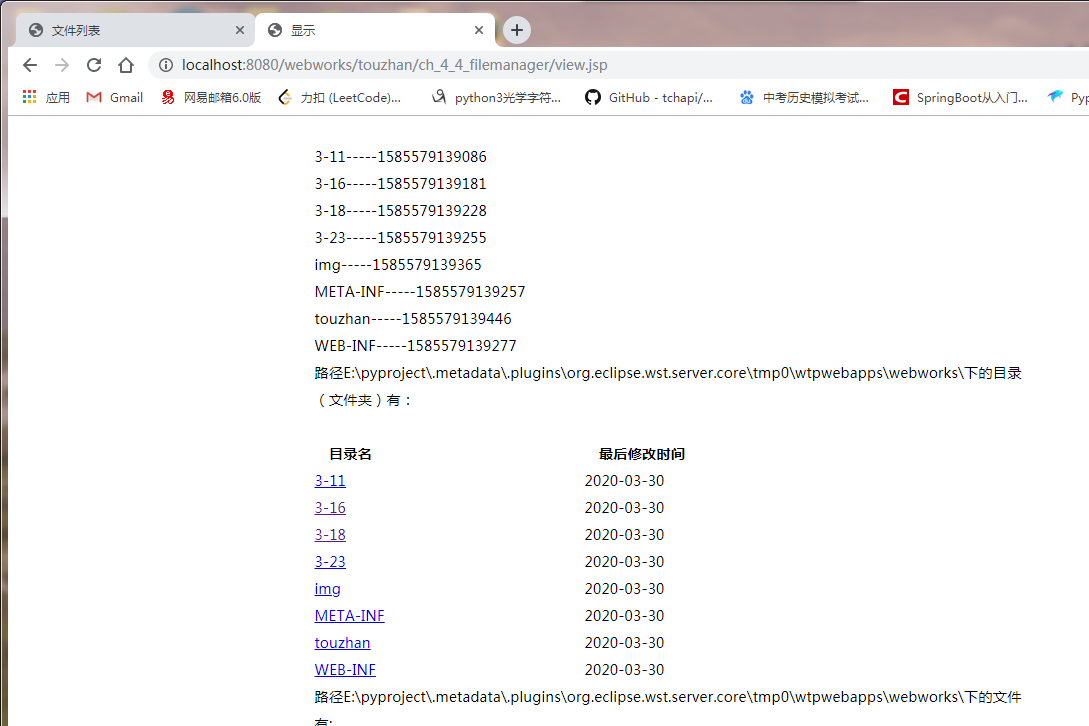 文件列表
显示
localhost:8080/webworks/touzhan/ch_4_4_filemanager/view.jsp
应用 Gmail 网易邮箱6.0版 力扣 (LeetCode)... python3光学字符... GitHub - tchapi/... 中考历史模拟考试... SpringBoot从入门... Pyp
3-11-----1585579139086
3-16-----1585579139181
3-18-----1585579139228
3-23-----1585579139255
img-----1585579139365
META-INF-----1585579139257
touzhan-----1585579139446
WEB-INF-----1585579139277
路径E:\pyproject\.metadata\.plugins\org.eclipse.wst.server.core\tmp0\wtpwebapps\webworks\下的目录
（文件夹）有：
目录名 最后修改时间
3-11 2020-03-30
3-16 2020-03-30
3-18 2020-03-30
3-23 2020-03-30
img 2020-03-30
META-INF 2020-03-30
touzhan 2020-03-30
WEB-INF 2020-03-30
路径E:\pyproject\.metadata\.plugins\org.eclipse.wst.server.core\tmp0\wtpwebapps\webworks\下的文件
有: